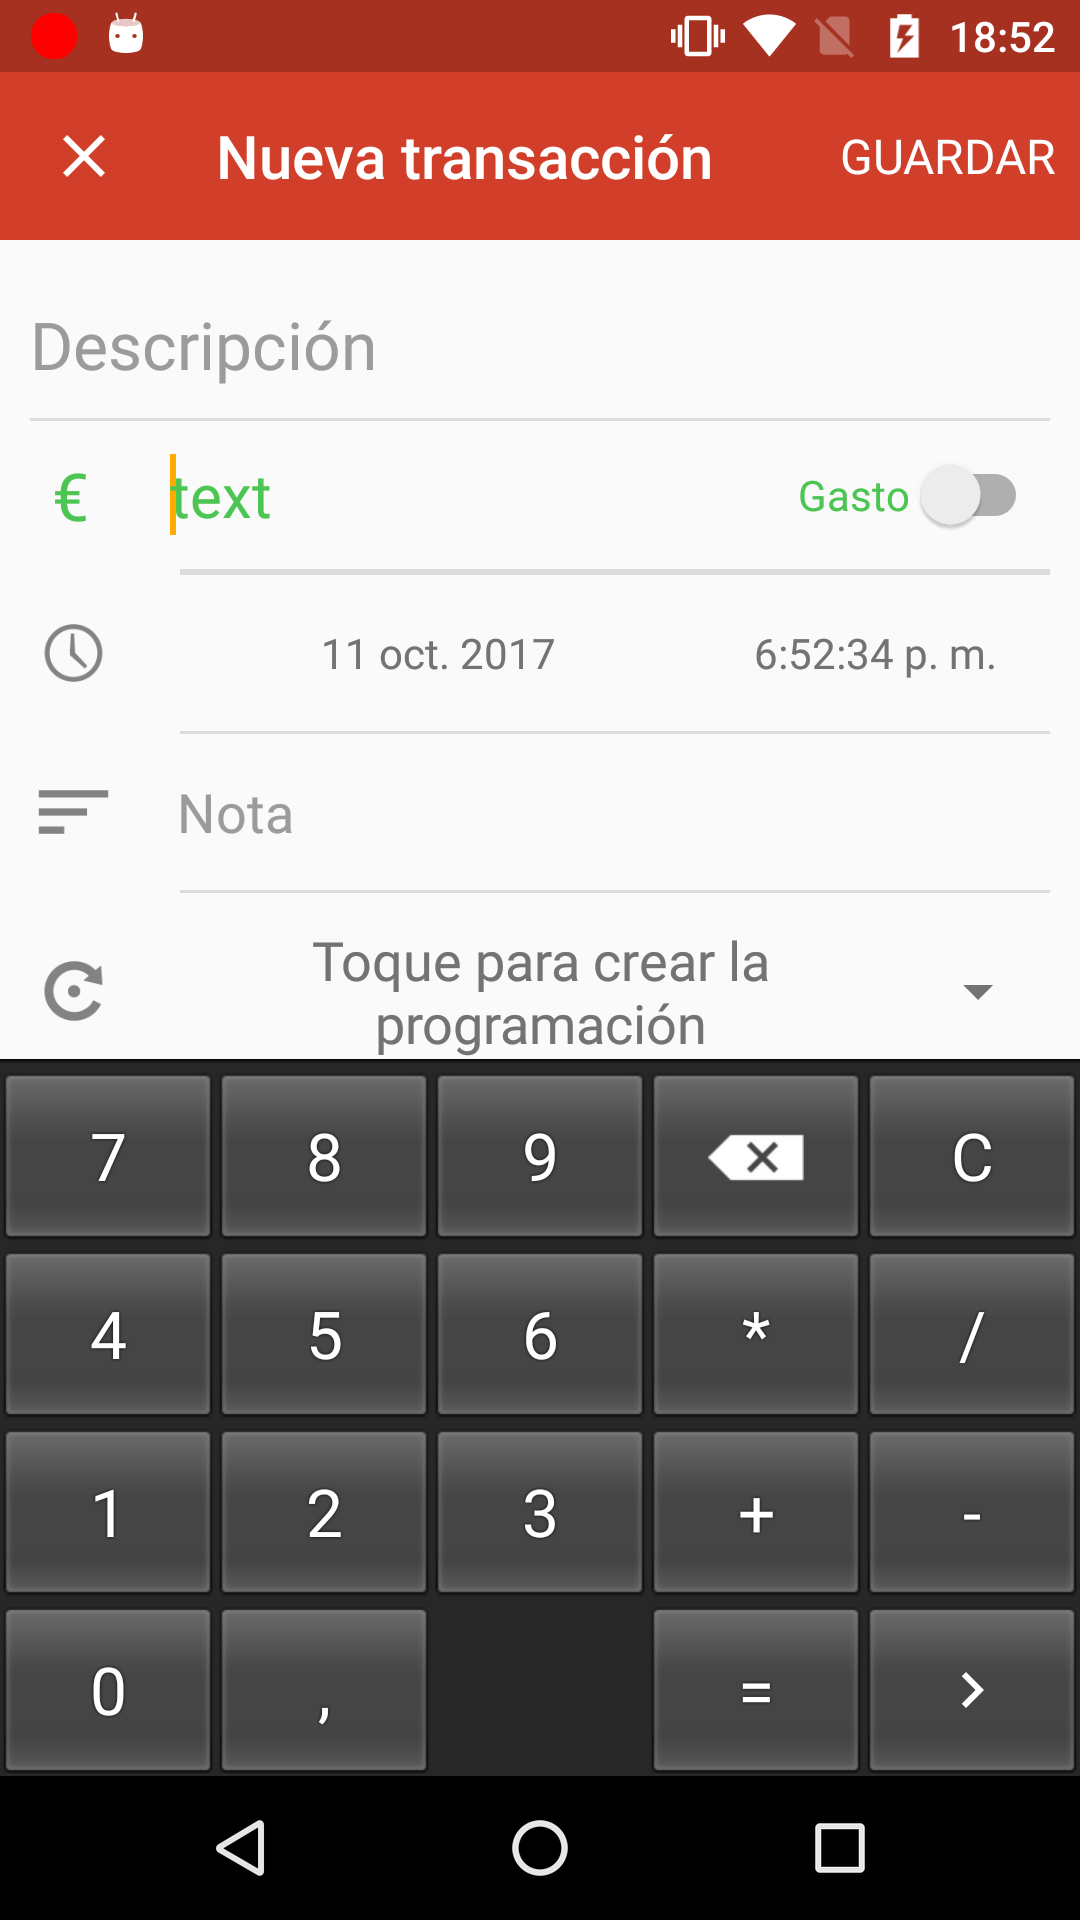 18:52
Nueva transacción GUARDAR
Descripción
€ text Gasto
11 oct. 2017 6:52:34 p. m.
Nota
Toque para crear la
programación
7 8 9 C
4 5 6 * /
1 2 3 + -
0 , = >